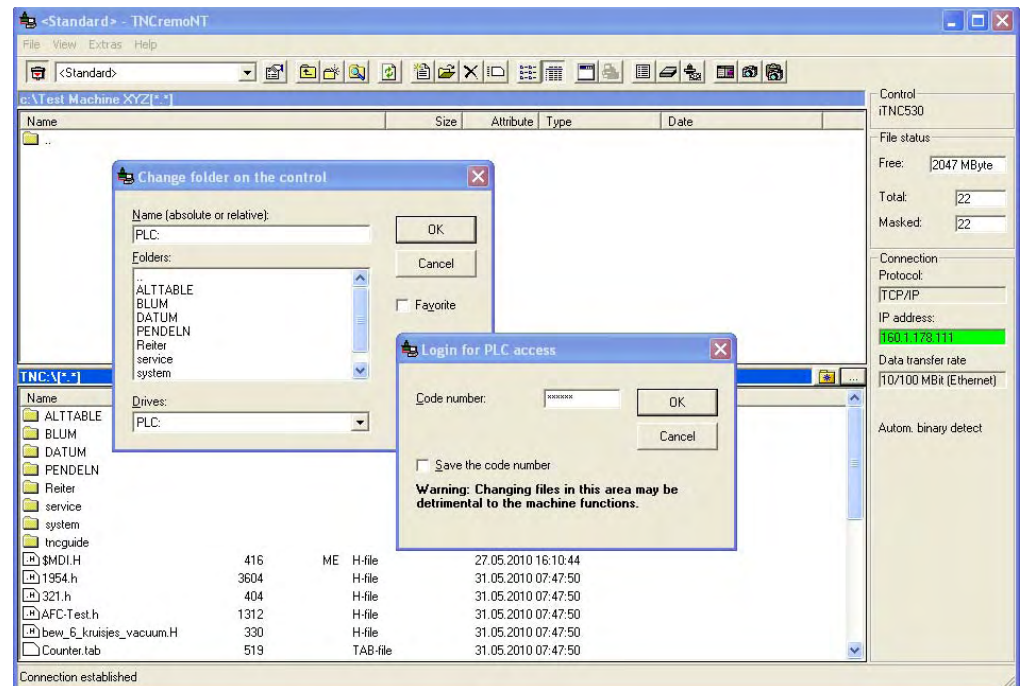 <Standard> - TNCremoNT
File View Extras Help
<Standard>
c:\Test Machine XYZ[*.*]
Name Size Attribute Type Date
..
Control
iTNC530
File status
Free: 2047 MByte
Total: 22
Masked: 22
Connection
Protocol:
TCP/IP
IP address:
160.1.178.111
Data transfer rate
10/100 MBit (Ethernet)
Autom. binary detect
Change folder on the control
Name (absolute or relative):
PLC:
OK
Cancel
Favorite
Folders:
..
ALTTABLE
BLUM
DATUM
PENDELN
Reiter
service
system
Drives:
PLC:
Login for PLC access
Code number: xxxxxx
OK
Cancel
Save the code number
Warning: Changing files in this area may be
detrimental to the machine functions.
TNC:\[*.*]
...
Name
ALTTABLE
BLUM
DATUM
PENDELN
Reiter
service
system
tncguide
.H $MDI.H 416 ME H-file 27.05.2010 16:10:44
.H 1954.h 3604 H-file 31.05.2010 07:47:50
.H 321.h 404 H-file 31.05.2010 07:47:50
.H AFC-Test.h 1312 H-file 31.05.2010 07:47:50
.H bew_6_kruisjes_vacuum.H 330 H-file 31.05.2010 07:47:50
Counter.tab 519 TAB-file 31.05.2010 07:47:50
Connection established